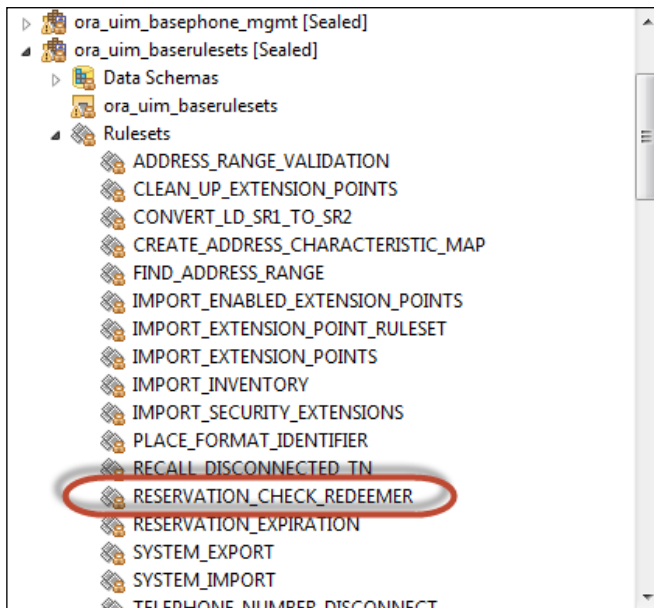 ora_uim_basephone_mgmt [Sealed]
ora_uim_baserulesets [Sealed]
Data Schemas
ora_uim_baserulesets
Rulesets
ADDRESS_RANGE_VALIDATION
CLEAN_UP_EXTENSION_POINTS
CONVERT_LD_SR1_TO_SR2
CREATE_ADDRESS_CHARACTERISTIC_MAP
FIND_ADDRESS_RANGE
IMPORT_ENABLED_EXTENSION_POINTS
IMPORT_EXTENSION_POINT_RULESET
IMPORT_EXTENSION_POINTS
IMPORT_INVENTORY
IMPORT_SECURITY_EXTENSIONS
PLACE_FORMAT_IDENTIFIER
RECALL_DISCONNECTED_TN
RESERVATION_CHECK_REDEEMER
RESERVATION_EXPIRATION
SYSTEM_EXPORT
SYSTEM_IMPORT
TELEPHONE_NUMBER_DISCONNECT